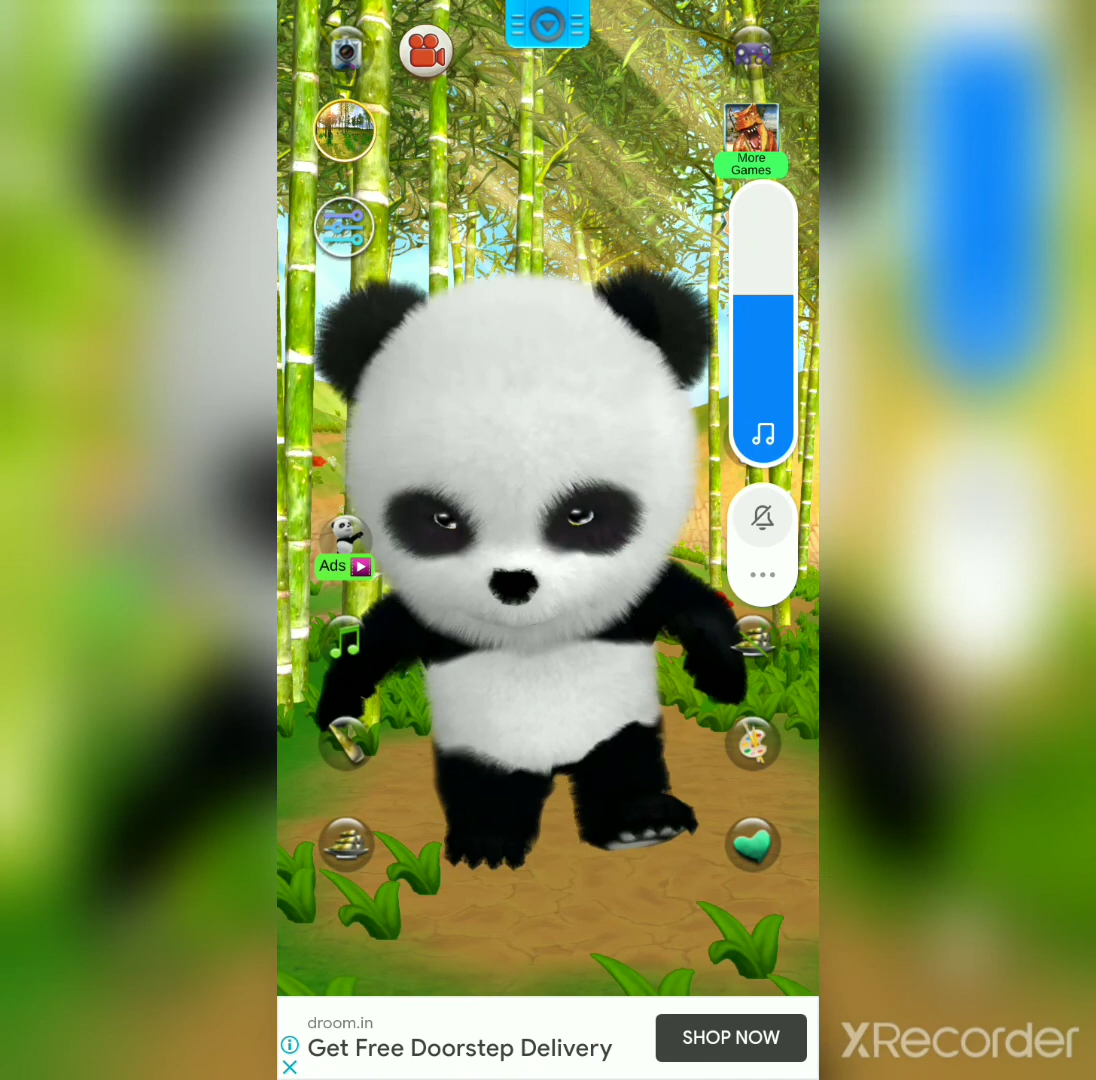 More
Games
Ads
droom.in
Get Free Doorstep Delivery
SHOP NOW
XRecorder